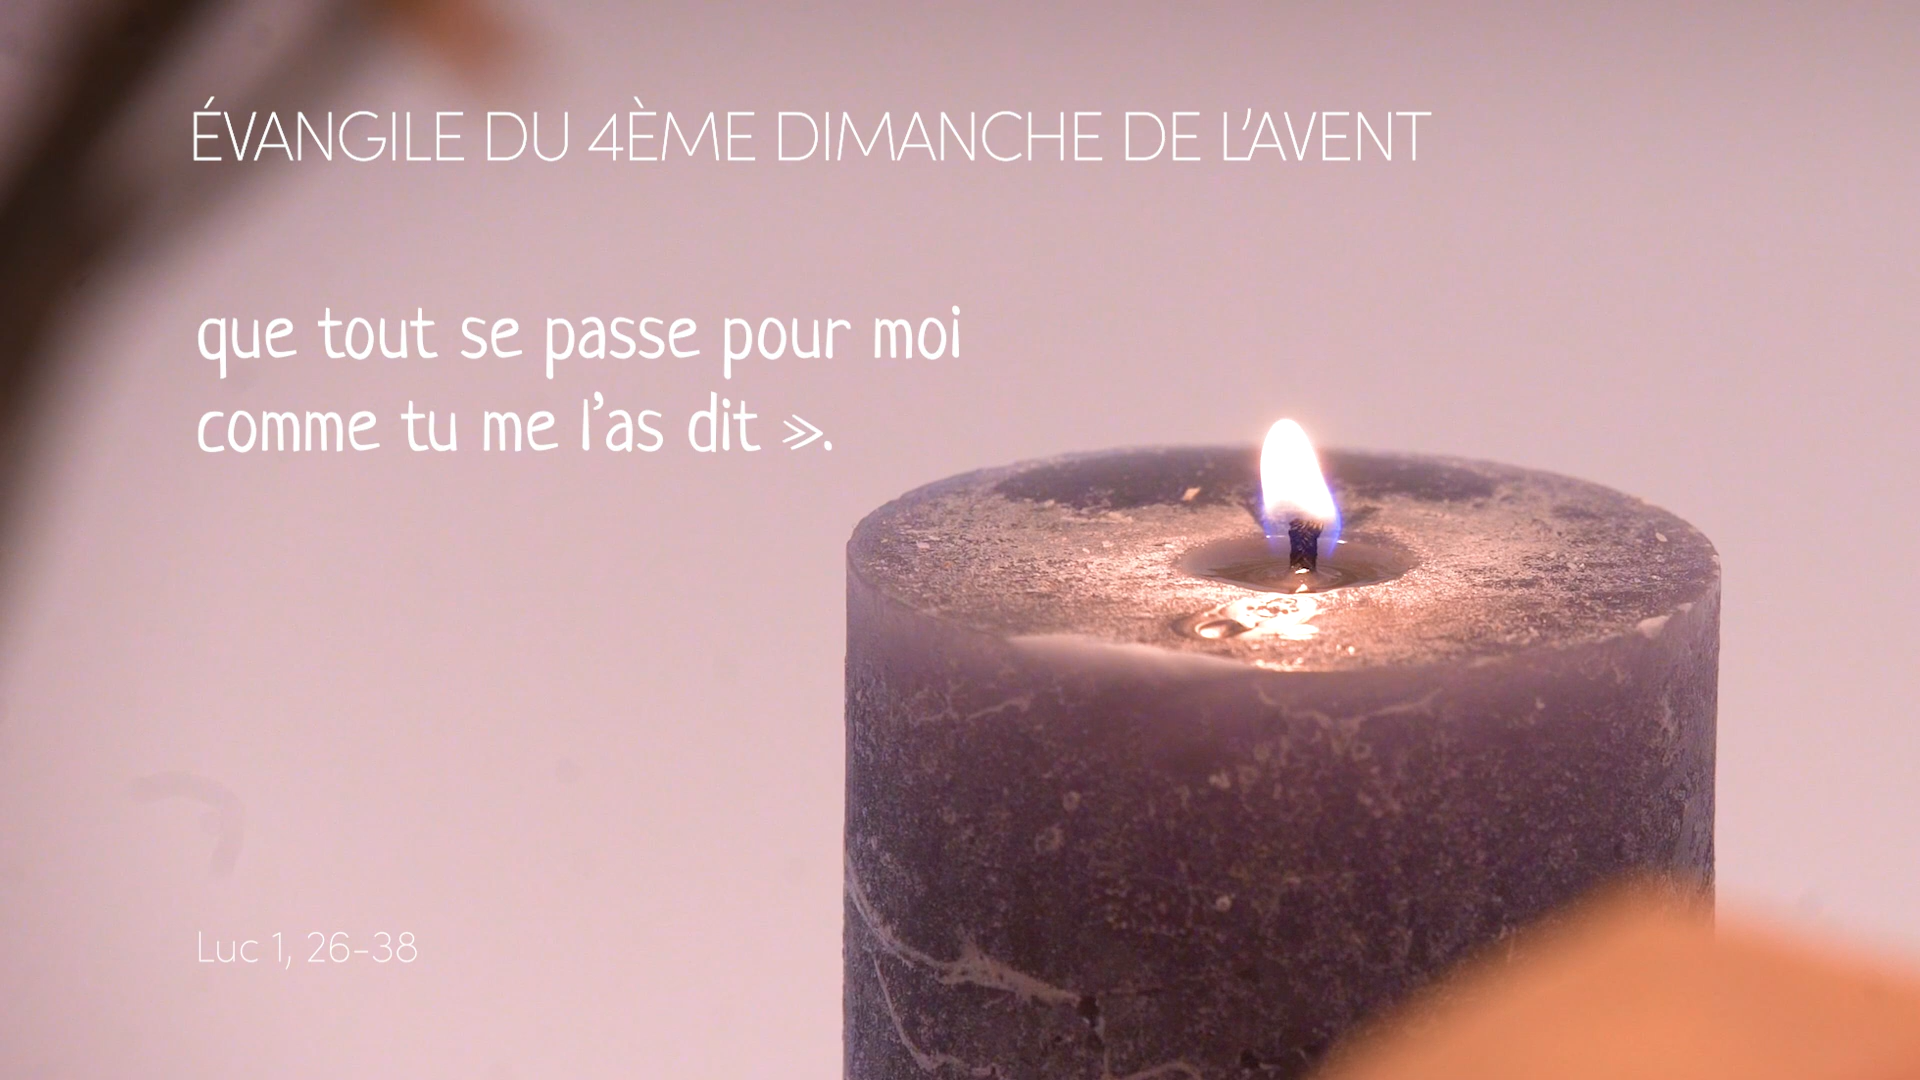 ÉVANGILE DU 4ÈME DIMANCHE DE L’AVENT
que tout se passe pour moi
comme tu me l’as dit ».
Luc 1, 26-38